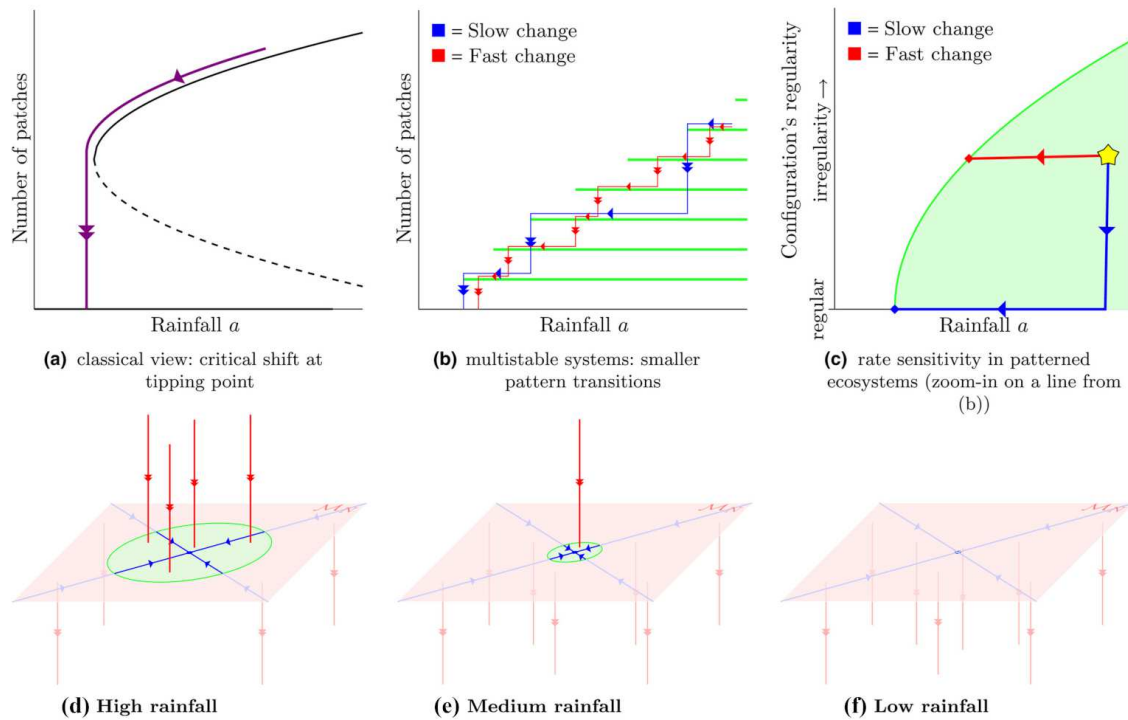 Number of patches
Rainfall a
(a) classical view: critical shift at
tipping point
= Slow change
= Fast change
Number of patches
Rainfall a
(b) multistable systems: smaller
pattern transitions
= Slow change
= Fast change
Configuration's regularity
irregularity →
regular
Rainfall a
(c) rate sensitivity in patterned
ecosystems (zoom-in on a line from
(b))
(d) High rainfall
(e) Medium rainfall
(f) Low rainfall